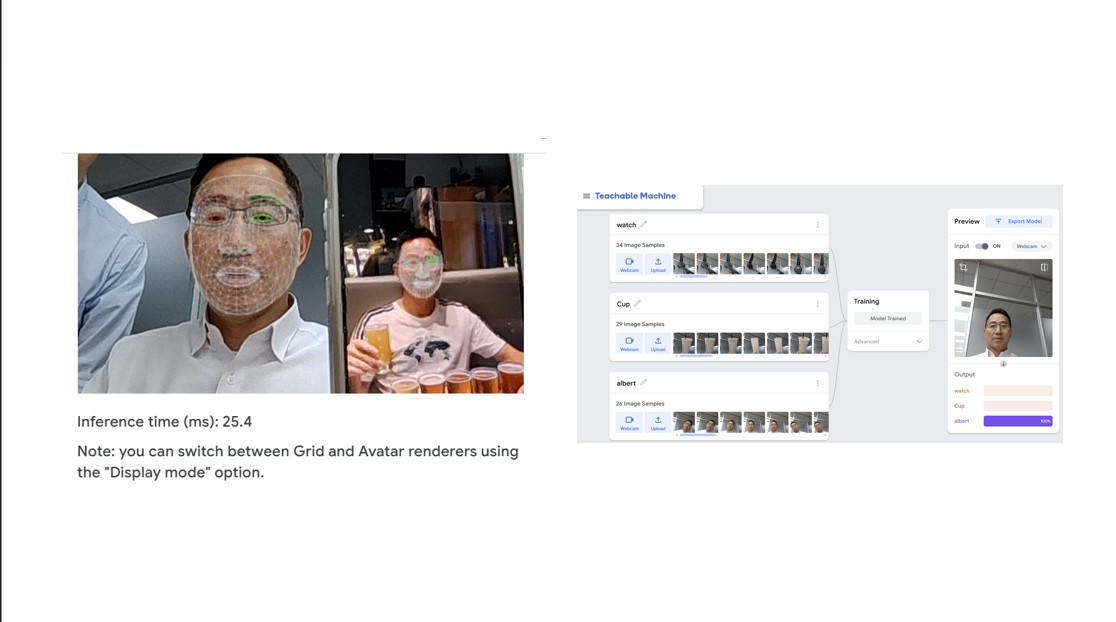 Inference time (ms): 25.4
Note: you can switch between Grid and Avatar renderers using
the "Display mode" option.
Teachable Machine
watch
34 Image Samples
Webcam
Upload
Cup
29 Image Samples
Webcam
Upload
albert
26 Image Samples
Webcam
Upload
Training
Model Trained
Advanced
Preview
Export Model
Input
ON
Webcam
Output
watch
Cup
albert
100%